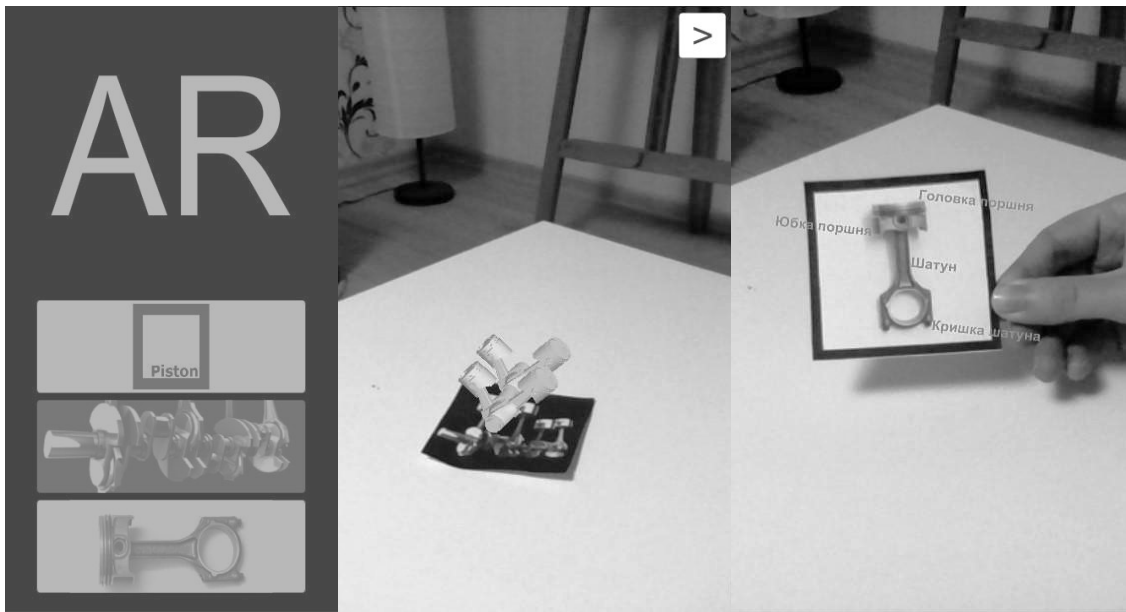 AR
Piston
>
Головка поршня
Юбка поршня
Шатун
Кришка шатуна